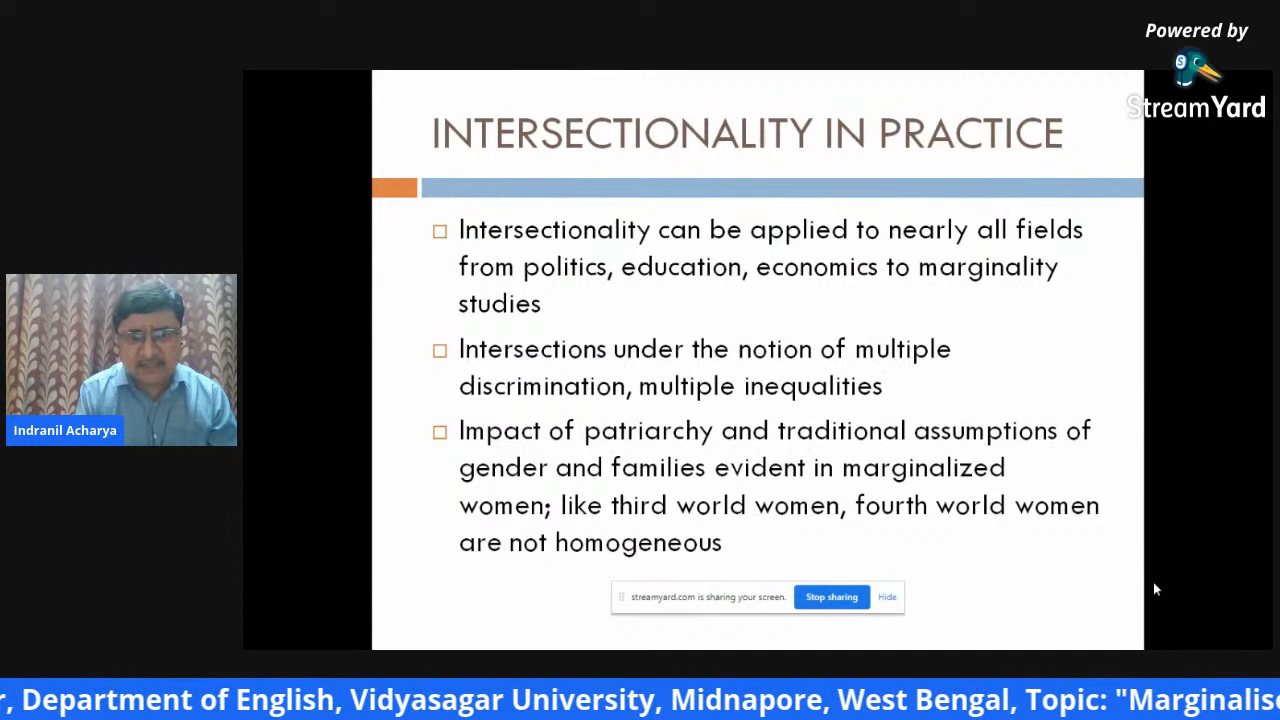 Powered by
StreamYard
INTERSECTIONALITY IN PRACTICE
Intersectionality can be applied to nearly all fields
from politics, education, economics to marginality
studies
Intersections under the notion of multiple
discrimination, multiple inequalities
Impact of patriarchy and traditional assumptions of
gender and families evident in marginalized
women; like third world women, fourth world women
are not homogeneous
Indranil Acharya
streamyard.com is sharing your screen. Stop sharing Hide
r, Department of English, Vidyasagar University, Midnapore, West Bengal, Topic: "Marginalis